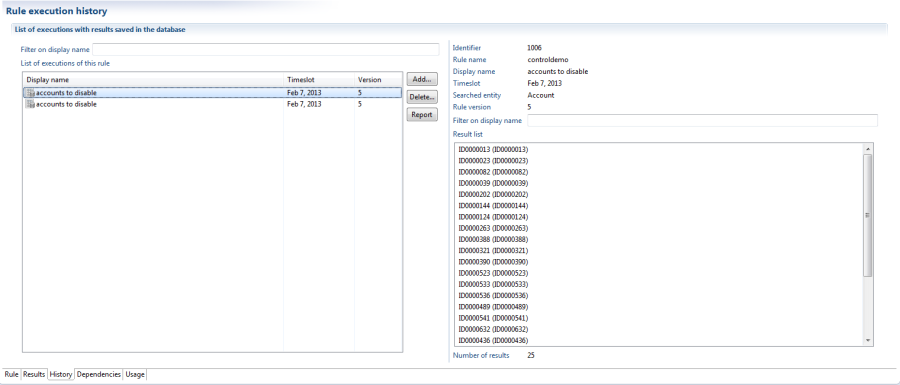 Rule execution history
List of executions with results saved in the database
Filter on display name
List of executions of this rule
Display name Timeslot Version
accounts to disable Feb 7, 2013 5
accounts to disable Feb 7, 2013 5
Add...
Delete...
Report
Identifier 1006
Rule name controldemo
Display name accounts to disable
Timeslot Feb 7, 2013
Searched entity Account
Rule version 5
Filter on display name
Result list
ID0000013 (ID0000013)
ID0000023 (ID0000023)
ID0000082 (ID0000082)
ID0000039 (ID0000039)
ID0000202 (ID0000202)
ID0000144 (ID0000144)
ID0000124 (ID0000124)
ID0000263 (ID0000263)
ID0000388 (ID0000388)
ID0000321 (ID0000321)
ID0000390 (ID0000390)
ID0000523 (ID0000523)
ID0000533 (ID0000533)
ID0000536 (ID0000536)
ID0000489 (ID0000489)
ID0000541 (ID0000541)
ID0000632 (ID0000632)
ID0000436 (ID0000436)
Number of results 25
Rule Results History Dependencies Usage